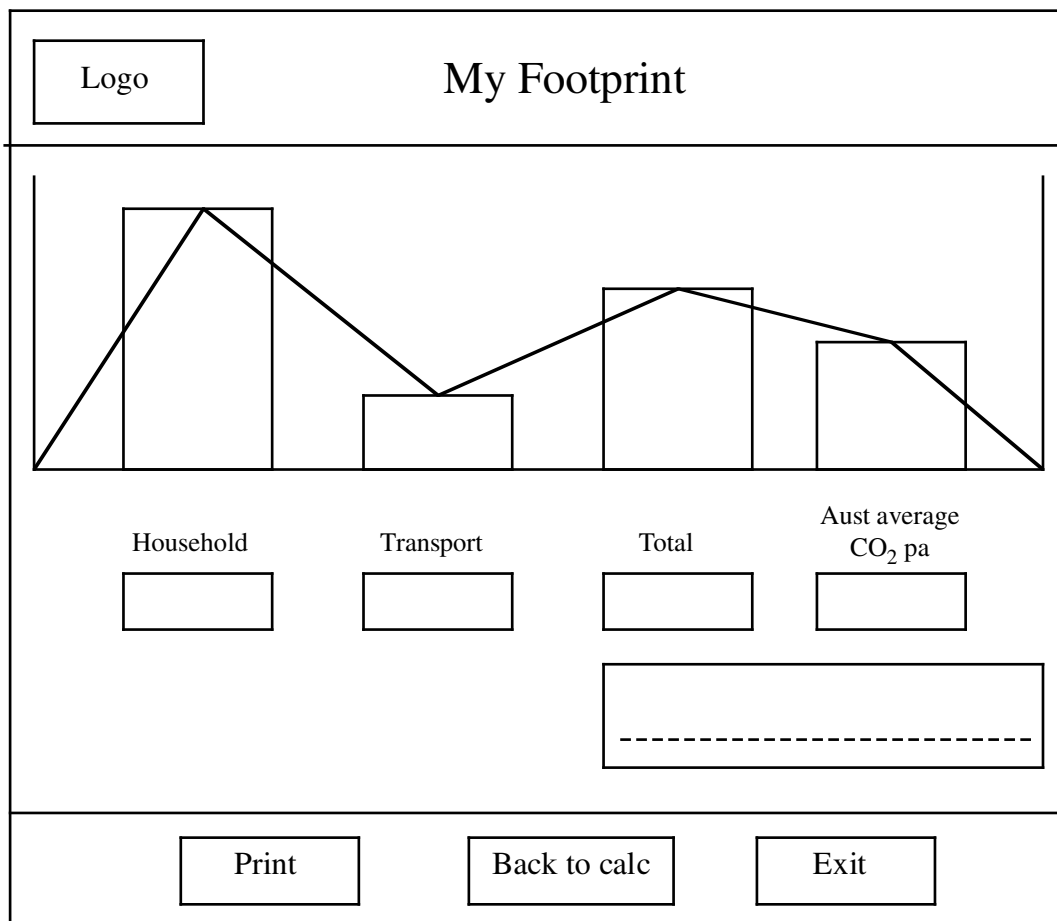 Logo
My Footprint
Household
Transport
Total
Aust average
CO₂ pa
Print
Back to calc
Exit